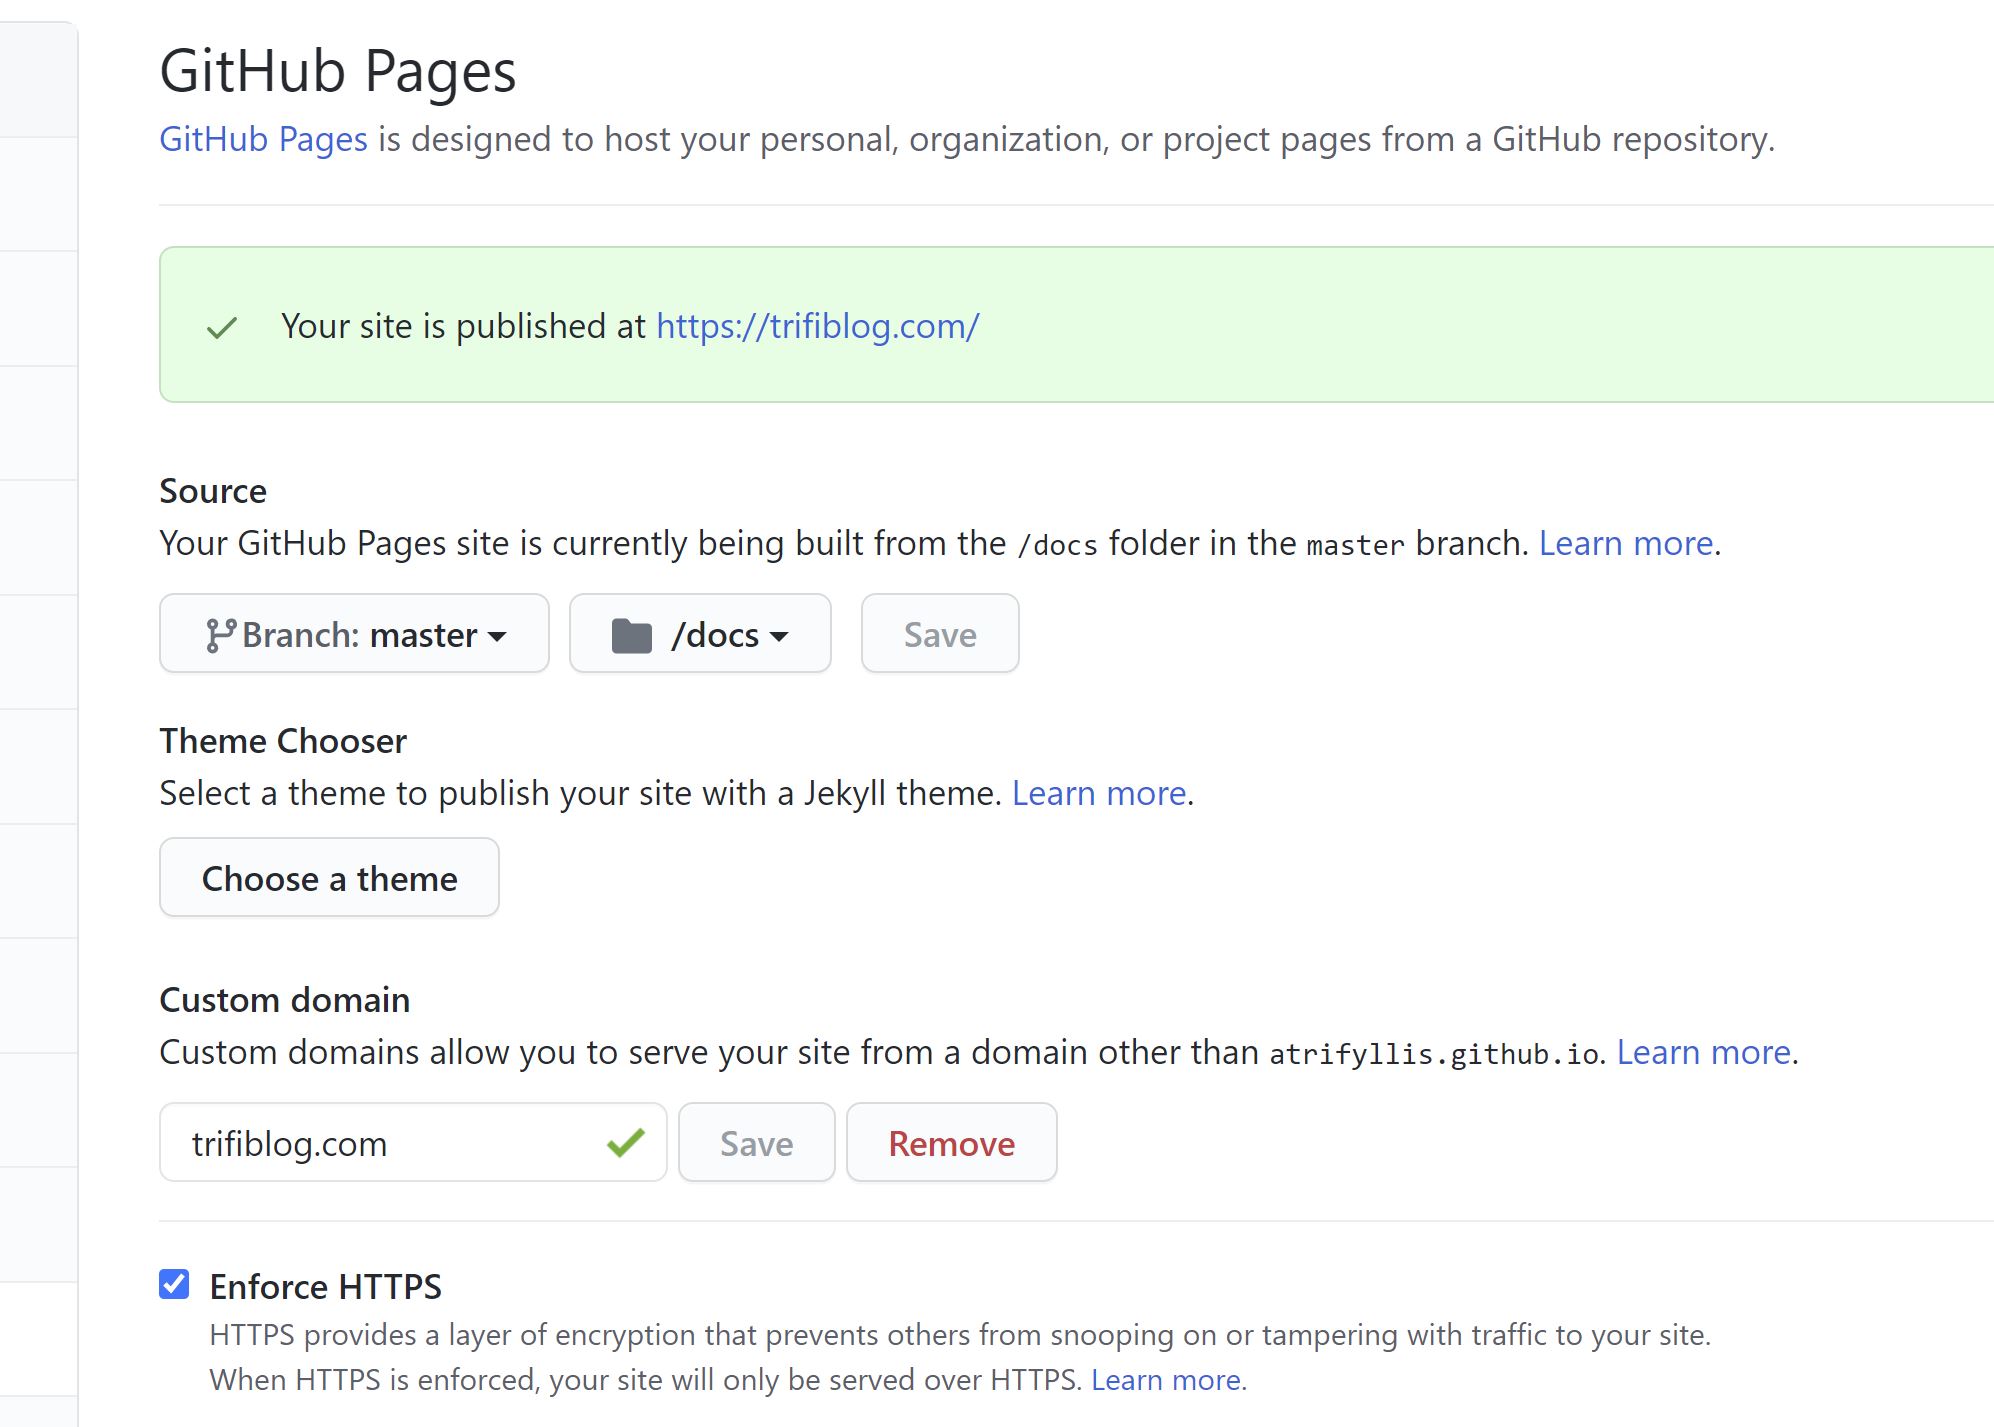 GitHub Pages
GitHub Pages is designed to host your personal, organization, or project pages from a GitHub repository.
Your site is published at https://trifiblog.com/
Source
Your GitHub Pages site is currently being built from the /docs folder in the master branch. Learn more.
Branch: master /docs Save
Theme Chooser
Select a theme to publish your site with a Jekyll theme. Learn more.
Choose a theme
Custom domain
Custom domains allow you to serve your site from a domain other than atrifyllis.github.io. Learn more.
trifiblog.com Save Remove
Enforce HTTPS
HTTPS provides a layer of encryption that prevents others from snooping on or tampering with traffic to your site.
When HTTPS is enforced, your site will only be served over HTTPS. Learn more.